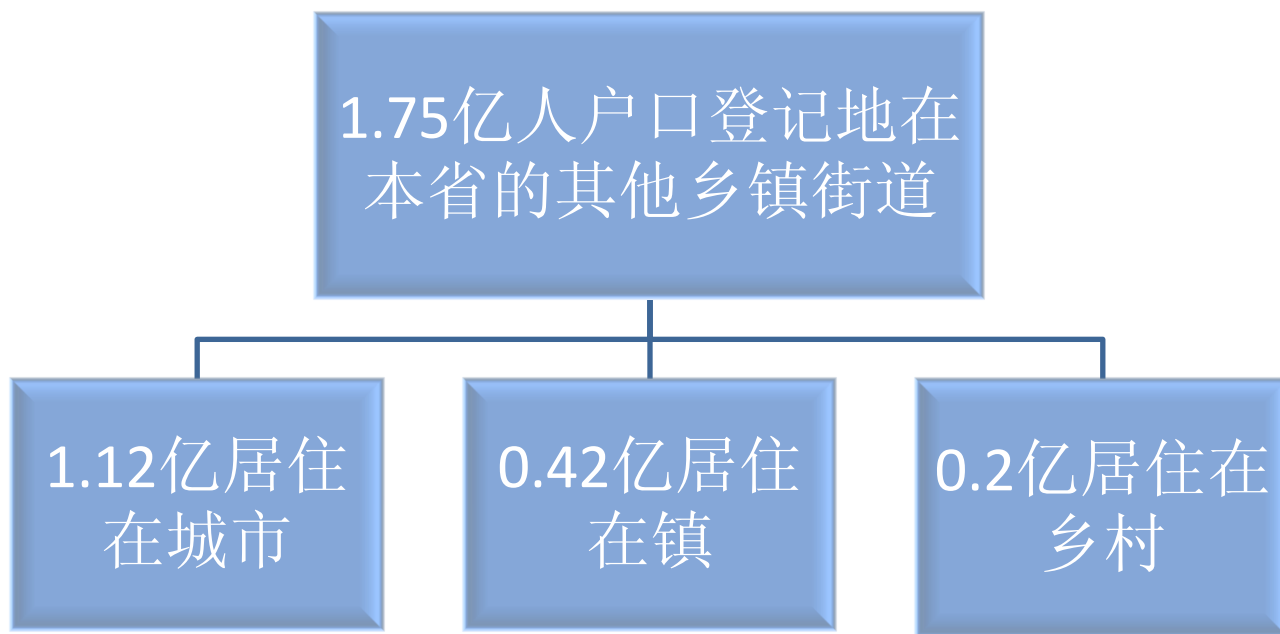 1.75亿人户口登记地在
本省的其他乡镇街道
1.12亿居住
在城市
0.42亿居住
在镇
0.2亿居住在
乡村